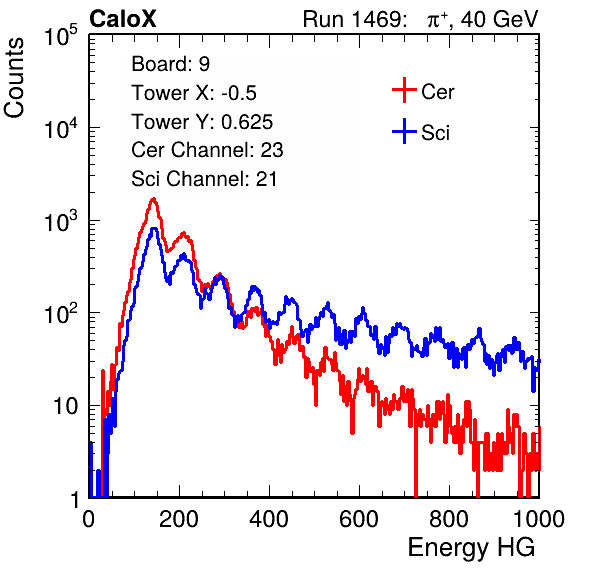 CaloX Run 1469: π⁺, 40 GeV
Counts
Board: 9
Tower X: -0.5
Tower Y: 0.625
Cer Channel: 23
Sci Channel: 21
Cer
Sci
10⁵
10⁴
10³
10²
10
1
0 200 400 600 800 1000
Energy HG